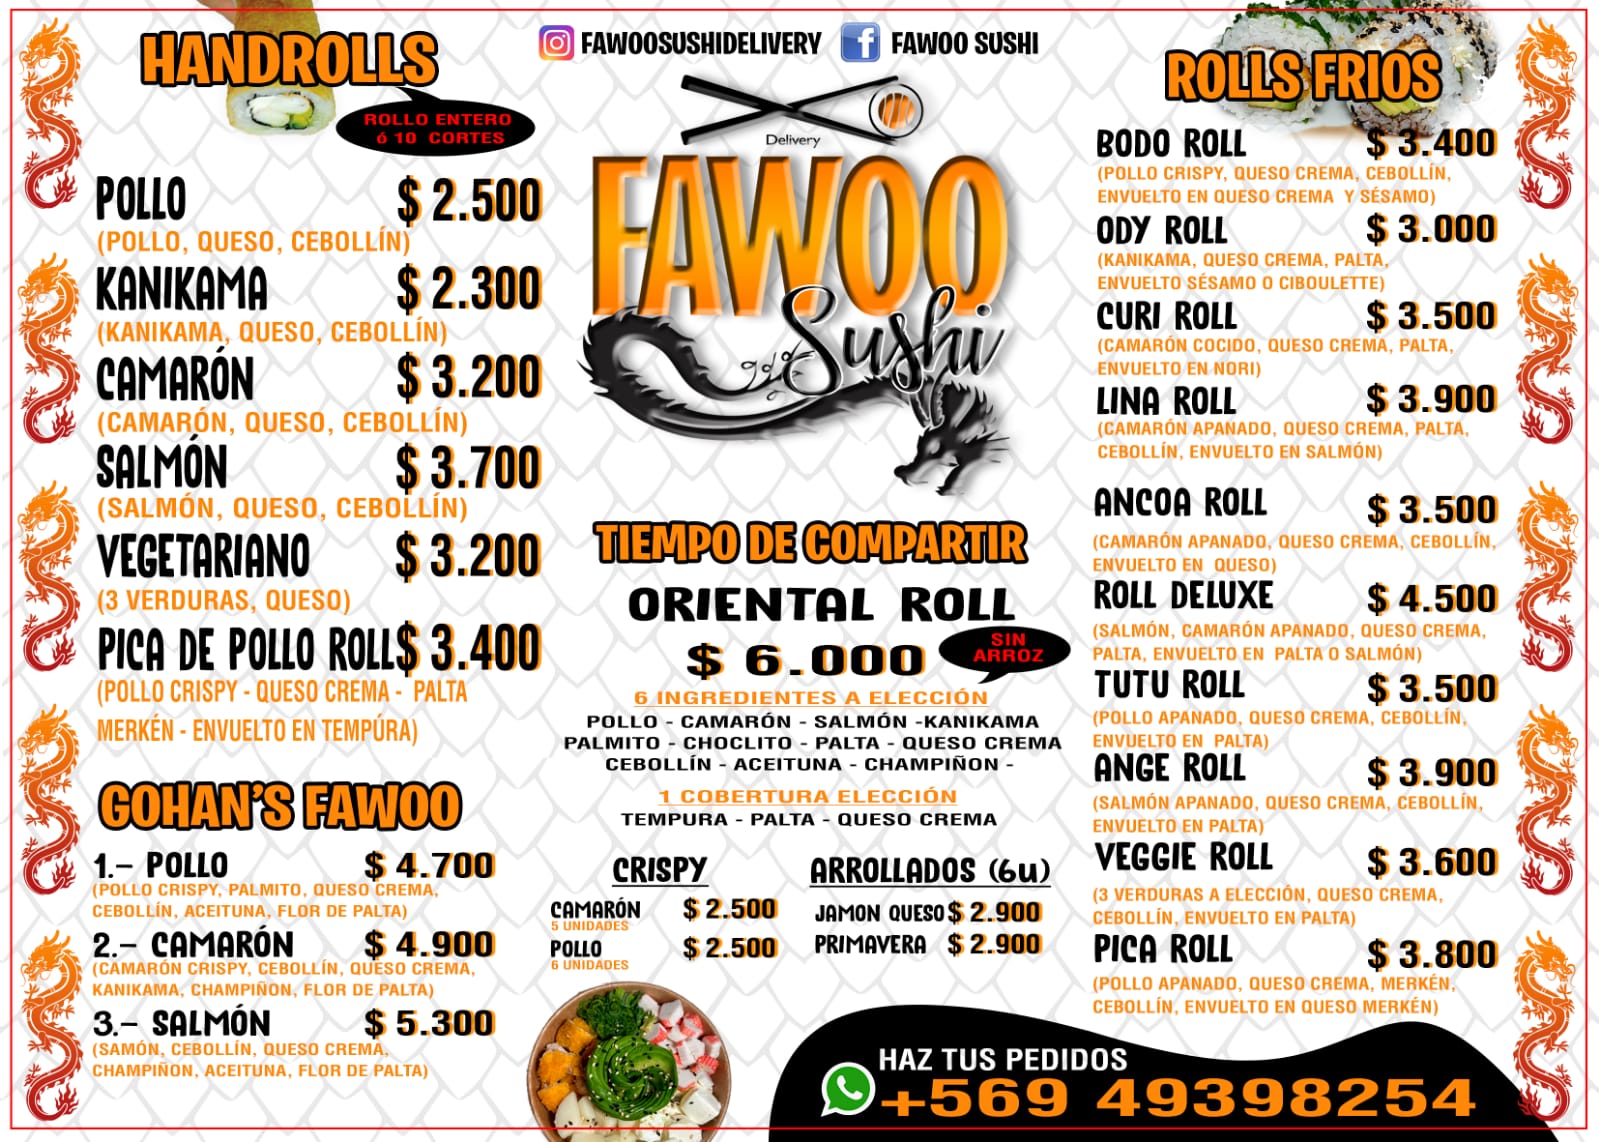 HANDROLLS
ROLLO ENTERO
ó 10 CORTES
POLLO $ 2.500
(POLLO, QUESO, CEBOLLÍN)
KANIKAMA $ 2.300
(KANIKAMA, QUESO, CEBOLLÍN)
CAMARÓN $ 3.200
(CAMARÓN, QUESO, CEBOLLÍN)
SALMÓN $ 3.700
(SALMÓN, QUESO, CEBOLLÍN)
VEGETARIANO $ 3.200
(3 VERDURAS, QUESO)
PICA DE POLLO ROLL $ 3.400
(POLLO CRISPY - QUESO CREMA - PALTA
MERKÉN - ENVUELTO EN TEMPÚRA)
GOHAN'S FAWOO
1.- POLLO $ 4.700
(POLLO CRISPY, PALMITO, QUESO CREMA,
CEBOLLÍN, ACEITUNA, FLOR DE PALTA)
2.- CAMARÓN $ 4.900
(CAMARÓN CRISPY, CEBOLLÍN, QUESO CREMA,
KANIKAMA, CHAMPIÑON, FLOR DE PALTA)
3.- SALMÓN $ 5.300
(SAMÓN, CEBOLLÍN, QUESO CREMA,
CHAMPIÑON, ACEITUNA, FLOR DE PALTA)
FAWOOSUSHIDELIVERY FAWOO SUSHI
Delivery
FAWOO
Sushi
TIEMPO DE COMPARTIR
ORIENTAL ROLL
$ 6.000
SIN
ARROZ
6 INGREDIENTES A ELECCIÓN
POLLO - CAMARÓN - SALMÓN -KANIKAMA
PALMITO - CHOCLITO - PALTA - QUESO CREMA
CEBOLLÍN - ACEITUNA - CHAMPIÑON -
1 COBERTURA ELECCIÓN
TEMPURA - PALTA - QUESO CREMA
CRISPY
CAMARÓN $ 2.500
5 UNIDADES
POLLO $ 2.500
6 UNIDADES
ARROLLADOS (6U)
JAMON QUESO $ 2.900
PRIMAVERA $ 2.900
ROLLS FRIOS
BODO ROLL $ 3.400
(POLLO CRISPY, QUESO CREMA, CEBOLLÍN,
ENVUELTO EN QUESO CREMA Y SÉSAMO)
ODY ROLL $ 3.000
(KANIKAMA, QUESO CREMA, PALTA,
ENVUELTO SÉSAMO O CIBOULETTE)
CURI ROLL $ 3.500
(CAMARÓN COCIDO, QUESO CREMA, PALTA,
ENVUELTO EN NORI)
LINA ROLL $ 3.900
(CAMARÓN APANADO, QUESO CREMA, PALTA,
CEBOLLÍN, ENVUELTO EN SALMÓN)
ANCOA ROLL $ 3.500
(CAMARÓN APANADO, QUESO CREMA, CEBOLLÍN,
ENVUELTO EN QUESO)
ROLL DELUXE $ 4.500
(SALMÓN, CAMARÓN APANADO, QUESO CREMA,
PALTA, ENVUELTO EN PALTA O SALMÓN)
TUTU ROLL $ 3.500
(POLLO APANADO, QUESO CREMA, CEBOLLÍN,
ENVUELTO EN PALTA)
ANGE ROLL $ 3.900
(SALMÓN APANADO, QUESO CREMA, CEBOLLÍN,
ENVUELTO EN PALTA)
VEGGIE ROLL $ 3.600
(3 VERDURAS A ELECCIÓN, QUESO CREMA,
CEBOLLÍN, ENVUELTO EN PALTA)
PICA ROLL $ 3.800
(POLLO APANADO, QUESO CREMA, MERKÉN,
CEBOLLÍN, ENVUELTO EN QUESO MERKÉN)
HAZ TUS PEDIDOS
+569 49398254